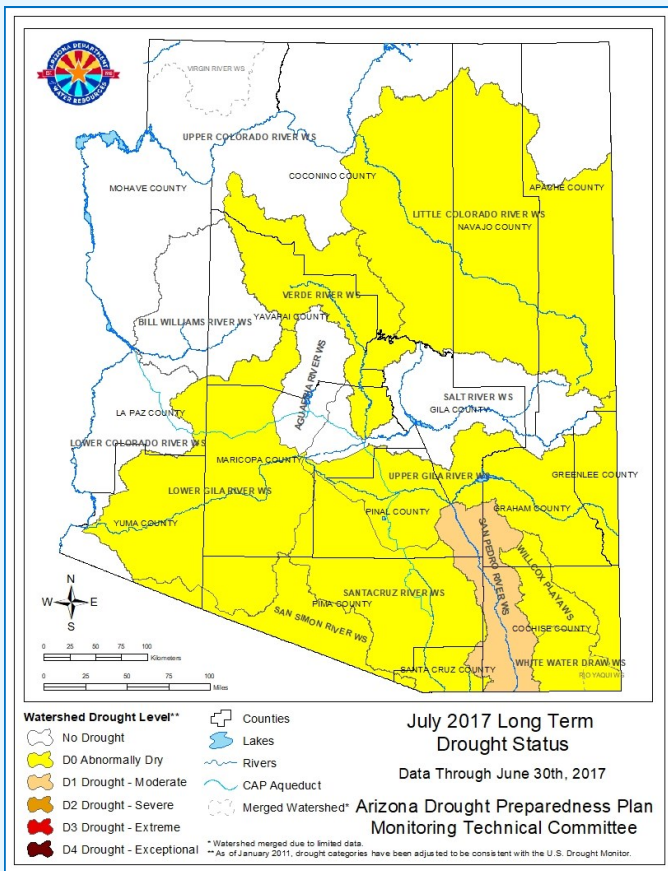 ARIZONA DEPARTMENT
WATER RESOURCES
VIRGIN RIVER WS
UPPER COLORADO RIVER WS
COCONINO COUNTY
MOHAVE COUNTY
APACHE COUNTY
LITTLE COLORADO RIVER WS
NAVAJO COUNTY
VERDE RIVER WS
BILL WILLIAMS RIVER WS
YAVAPAI COUNTY
AGUA FRIA RIVER WS
SALT RIVER WS
GILA COUNTY
LA PAZ COUNTY
LOWER COLORADO RIVER WS
MARICOPA COUNTY
UPPER GILA RIVER WS
GREENLEE COUNTY
LOWER GILA RIVER WS
PINAL COUNTY
GRAHAM COUNTY
YUMA COUNTY
SAN PEDRO RIVER WS
WILLCOX PLAYA WS
SANTA CRUZ RIVER WS
PIMA COUNTY
SAN SIMON RIVER WS
COCHISE COUNTY
SANTA CRUZ COUNTY
WHITE WATER DRAW WS
RIO YAQUI WS
N
W E
S
0 25 50 75 100
Kilometers
0 25 50 100
Miles
Watershed Drought Level**
No Drought
D0 Abnormally Dry
D1 Drought - Moderate
D2 Drought - Severe
D3 Drought - Extreme
D4 Drought - Exceptional
Counties
Lakes
Rivers
CAP Aqueduct
Merged Watershed*
July 2017 Long Term
Drought Status
Data Through June 30th, 2017
Arizona Drought Preparedness Plan
Monitoring Technical Committee
* Watershed merged due to limited data.
** As of January 2011, drought categories have been adjusted to be consistent with the U.S. Drought Monitor.